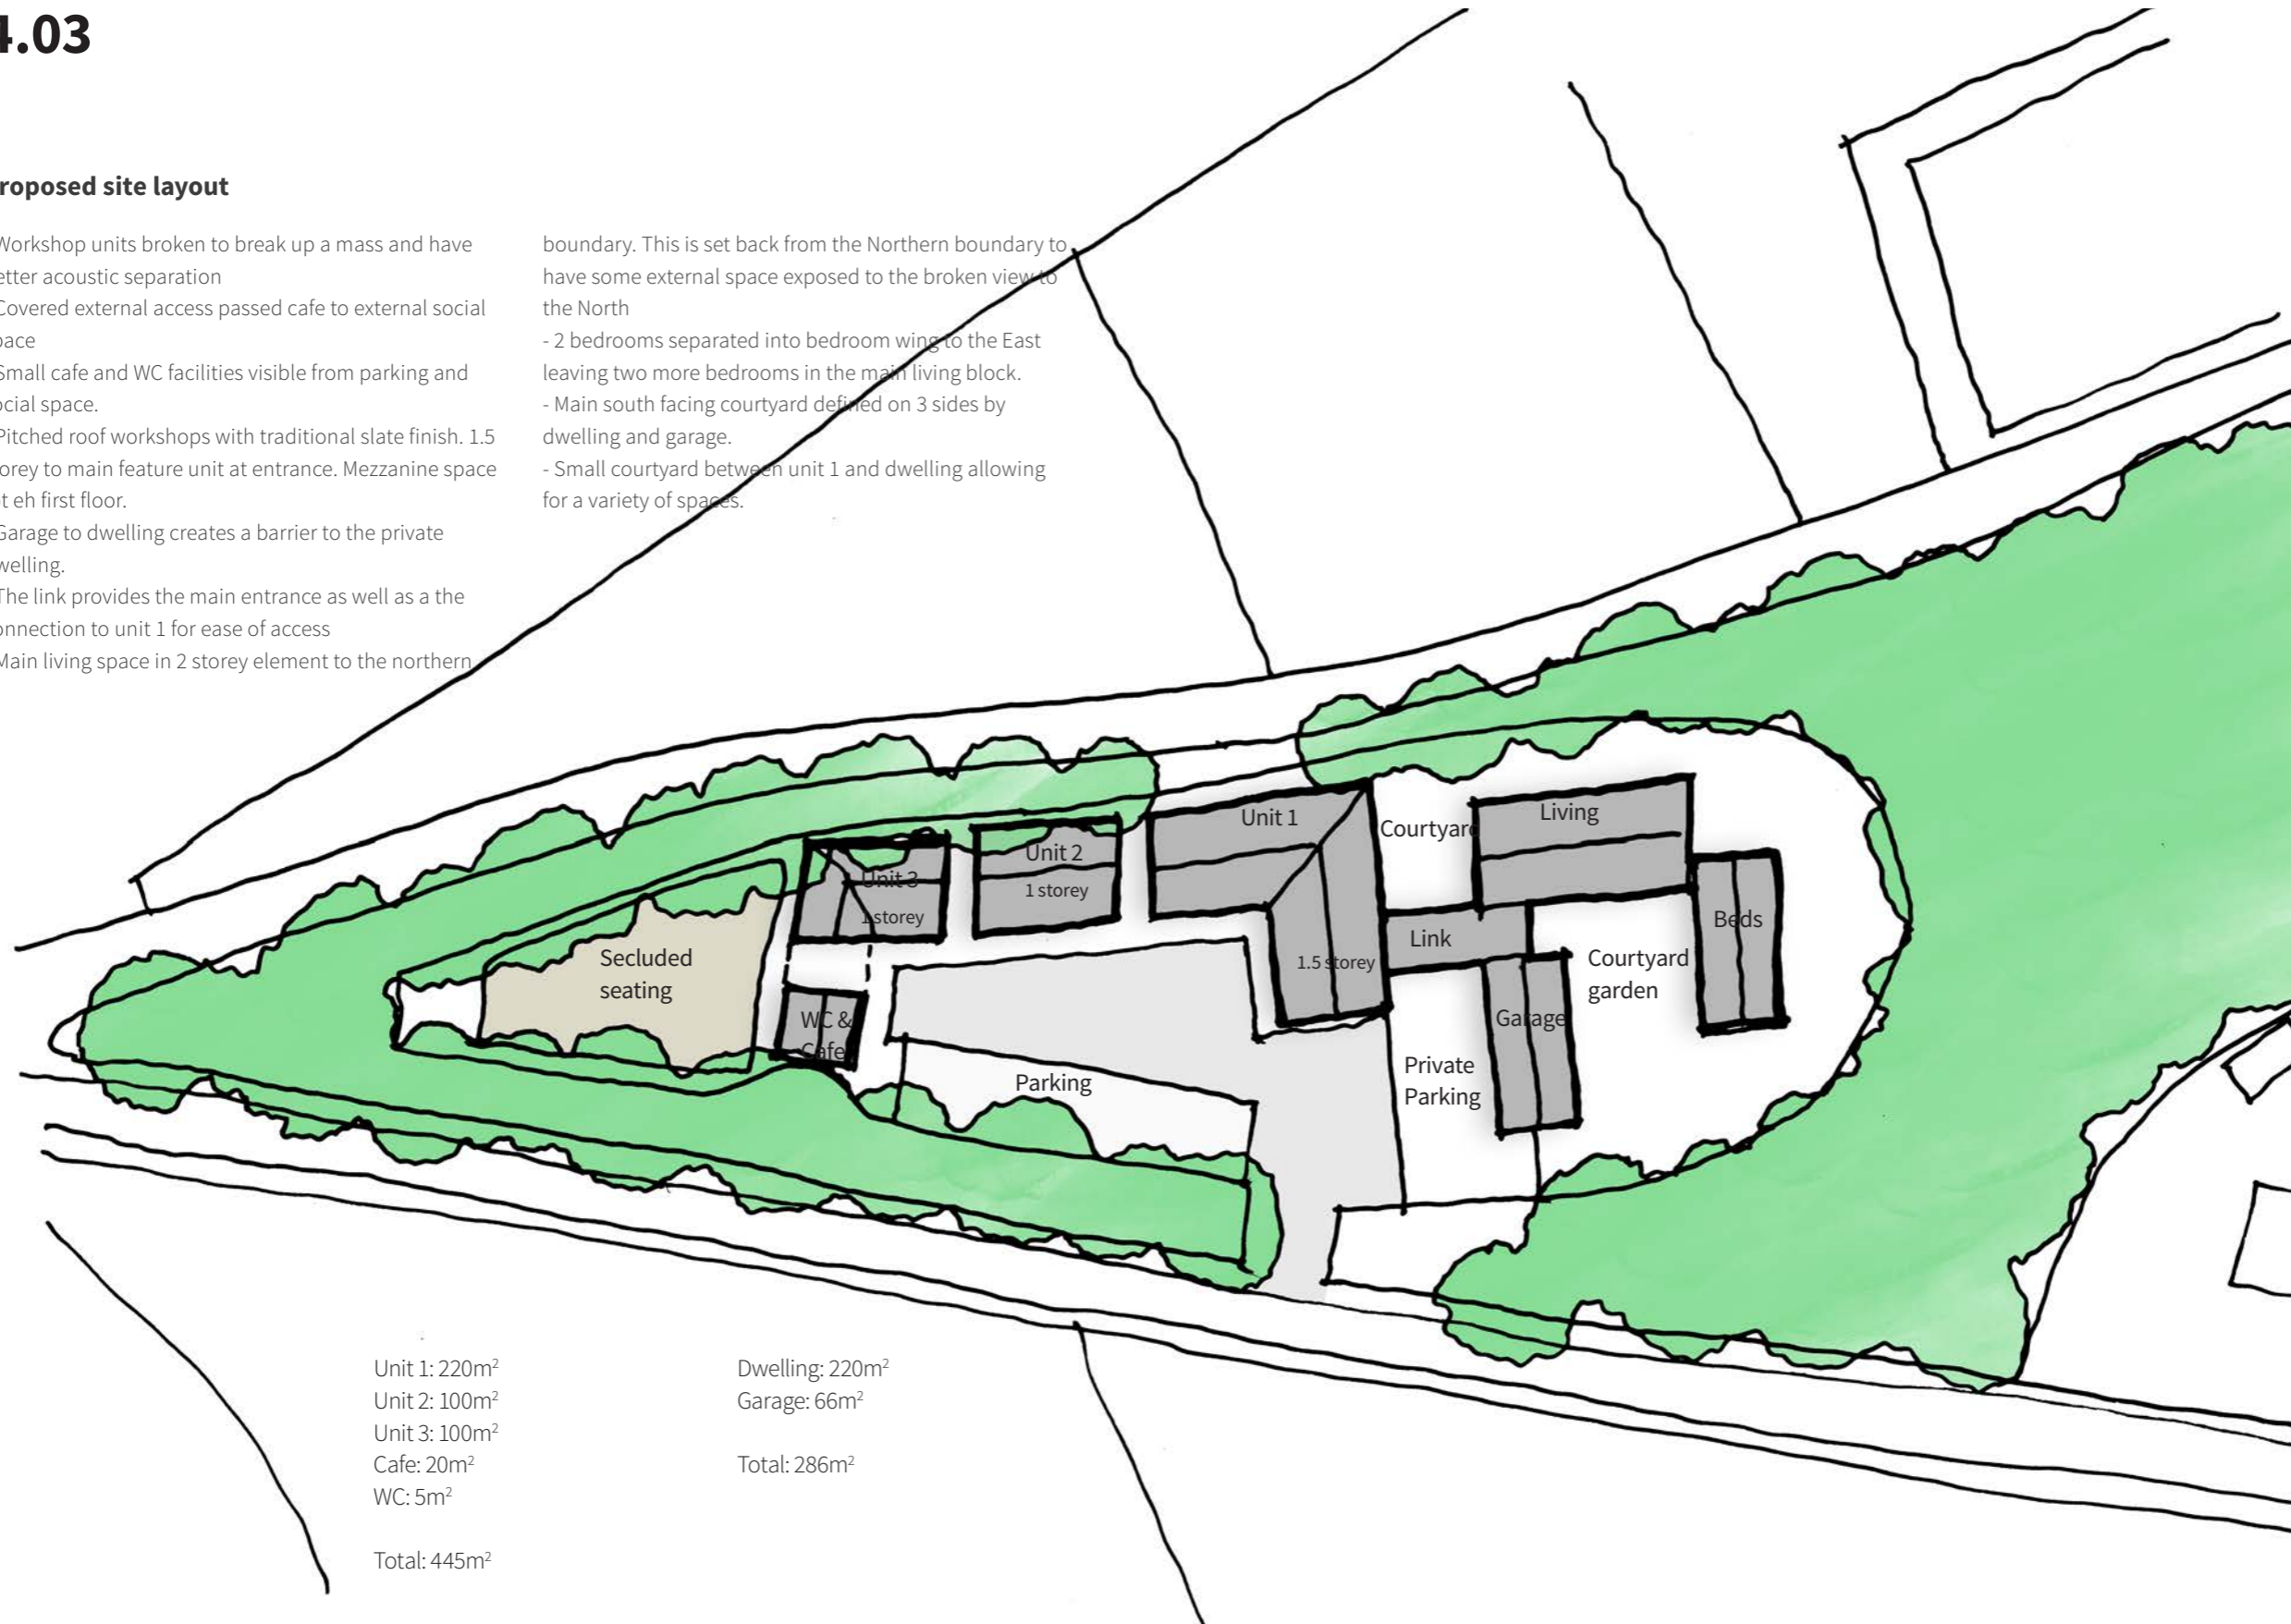 4.03
roposed site layout
Workshop units broken to break up a mass and have
etter acoustic separation
Covered external access passed cafe to external social
pace
Small cafe and WC facilities visible from parking and
ocial space.
Pitched roof workshops with traditional slate finish. 1.5
torey to main feature unit at entrance. Mezzanine space
t eh first floor.
Garage to dwelling creates a barrier to the private
welling.
The link provides the main entrance as well as a the
onnection to unit 1 for ease of access
Main living space in 2 storey element to the northern
boundary. This is set back from the Northern boundary to
have some external space exposed to the broken view to
the North
- 2 bedrooms separated into bedroom wing to the East
leaving two more bedrooms in the main living block.
- Main south facing courtyard defined on 3 sides by
dwelling and garage.
- Small courtyard between unit 1 and dwelling allowing
for a variety of spaces.
Unit 1
Courtyard
Living
Unit 2
1 storey
Unit 3
1 storey
Beds
Link
1.5 storey
Secluded
seating
Courtyard
garden
WC &
Cafe
Garage
Private
Parking
Parking
Unit 1: 220m²
Unit 2: 100m²
Unit 3: 100m²
Cafe: 20m²
WC: 5m²
Total: 445m²
Dwelling: 220m²
Garage: 66m²
Total: 286m²